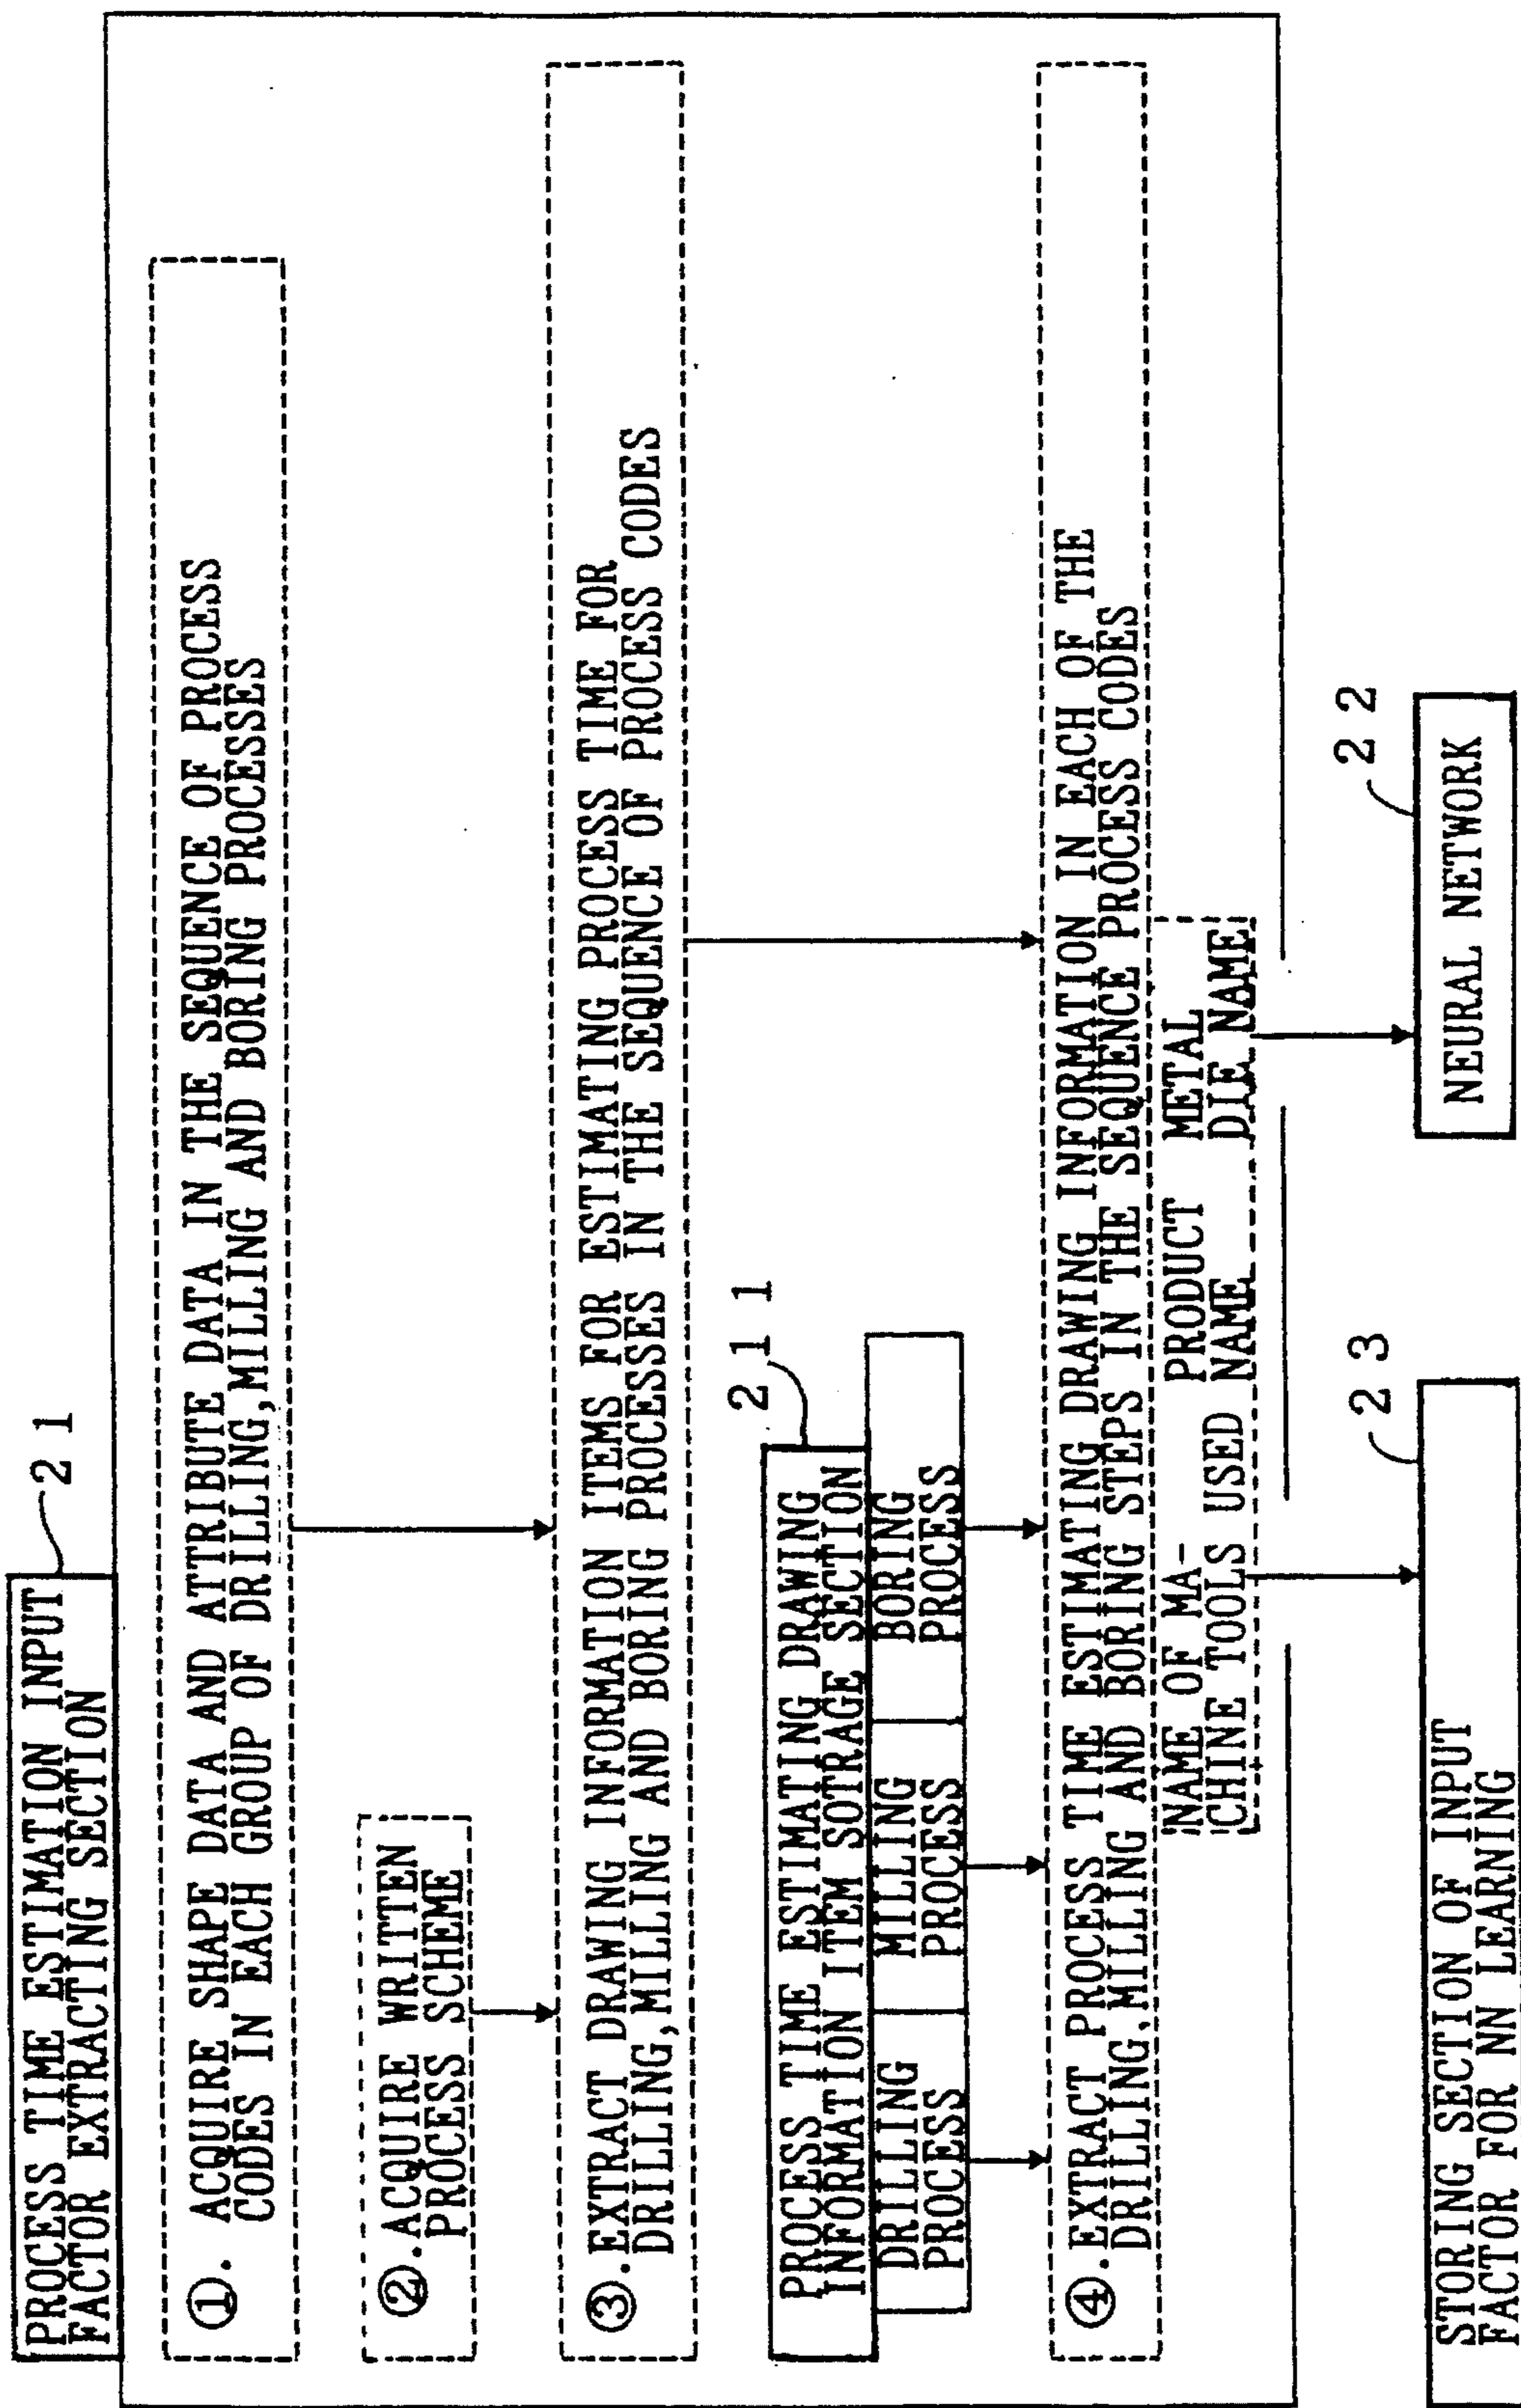 PROCESS TIME ESTIMATION INPUT
FACTOR EXTRACTING SECTION
21
①. ACQUIRE SHAPE DATA AND ATTRIBUTE DATA IN THE SEQUENCE OF PROCESS
CODES IN EACH GROUP OF DRILLING,MILLING AND BORING PROCESSES
②.ACQUIRE WRITTEN
PROCESS SCHEME
③.EXTRACT DRAWING INFORMATION ITEMS FOR ESTIMATING PROCESS TIME FOR
DRILLING,MILLING AND BORING PROCESSES IN THE SEQUENCE OF PROCESS CODES
211
PROCESS TIME ESTIMATING DRAWING
INFORMATION ITEM SOTRAGE SECTION
DRILLING
PROCESS
MILLING
PROCESS
BORING
PROCESS
④.EXTRACT PROCESS TIME ESTIMATING DRAWING INFORMATION IN EACH OF THE
DRILLING,MILLING AND BORING STEPS IN THE SEQUENCE PROCESS CODES
NAME OF MA-
CHINE TOOLS USED
PRODUCT
NAME
METAL
DIE NAME
23
STORING SECTION OF INPUT
FACTOR FOR NN LEARNING
22
NEURAL NETWORK